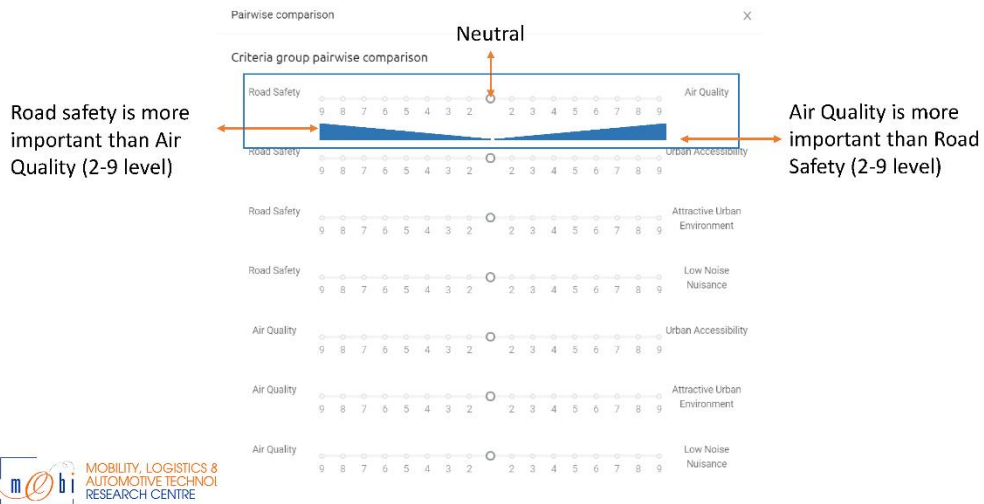 Pairwise comparison
Neutral
Criteria group pairwise comparison
Road Safety
Air Quality
9 8 7 6 5 4 3 2 2 3 4 5 6 7 8 9
Road safety is more
important than Air
Quality (2-9 level)
Air Quality is more
important than Road
Safety (2-9 level)
Road Safety
Urban Accessibility
9 8 7 6 5 4 3 2 2 3 4 5 6 7 8 9
Road Safety
Attractive Urban
Environment
9 8 7 6 5 4 3 2 2 3 4 5 6 7 8 9
Road Safety
Low Noise
Nuisance
9 8 7 6 5 4 3 2 2 3 4 5 6 7 8 9
Air Quality
Urban Accessibility
9 8 7 6 5 4 3 2 2 3 4 5 6 7 8 9
Air Quality
Attractive Urban
Environment
9 8 7 6 5 4 3 2 2 3 4 5 6 7 8 9
Air Quality
Low Noise
Nuisance
9 8 7 6 5 4 3 2 2 3 4 5 6 7 8 9
mobi
MOBILITY, LOGISTICS &
AUTOMOTIVE TECHNOL
RESEARCH CENTRE